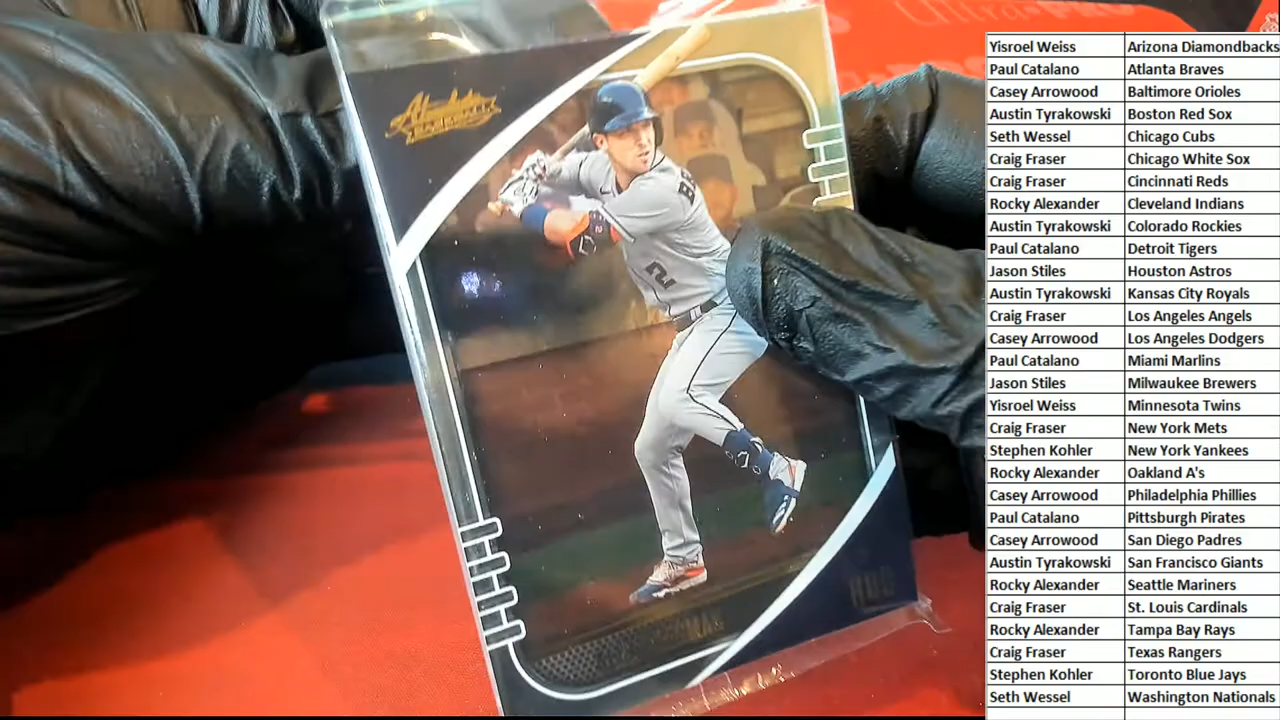 Ultra-PRO
Absolute
BASEBALL
2
MAN
HOU
Yisroel Weiss Arizona Diamondbacks
Paul Catalano Atlanta Braves
Casey Arrowood Baltimore Orioles
Austin Tyrakowski Boston Red Sox
Seth Wessel Chicago Cubs
Craig Fraser Chicago White Sox
Craig Fraser Cincinnati Reds
Rocky Alexander Cleveland Indians
Austin Tyrakowski Colorado Rockies
Paul Catalano Detroit Tigers
Jason Stiles Houston Astros
Austin Tyrakowski Kansas City Royals
Craig Fraser Los Angeles Angels
Casey Arrowood Los Angeles Dodgers
Paul Catalano Miami Marlins
Jason Stiles Milwaukee Brewers
Yisroel Weiss Minnesota Twins
Craig Fraser New York Mets
Stephen Kohler New York Yankees
Rocky Alexander Oakland A's
Casey Arrowood Philadelphia Phillies
Paul Catalano Pittsburgh Pirates
Casey Arrowood San Diego Padres
Austin Tyrakowski San Francisco Giants
Rocky Alexander Seattle Mariners
Craig Fraser St. Louis Cardinals
Rocky Alexander Tampa Bay Rays
Craig Fraser Texas Rangers
Stephen Kohler Toronto Blue Jays
Seth Wessel Washington Nationals